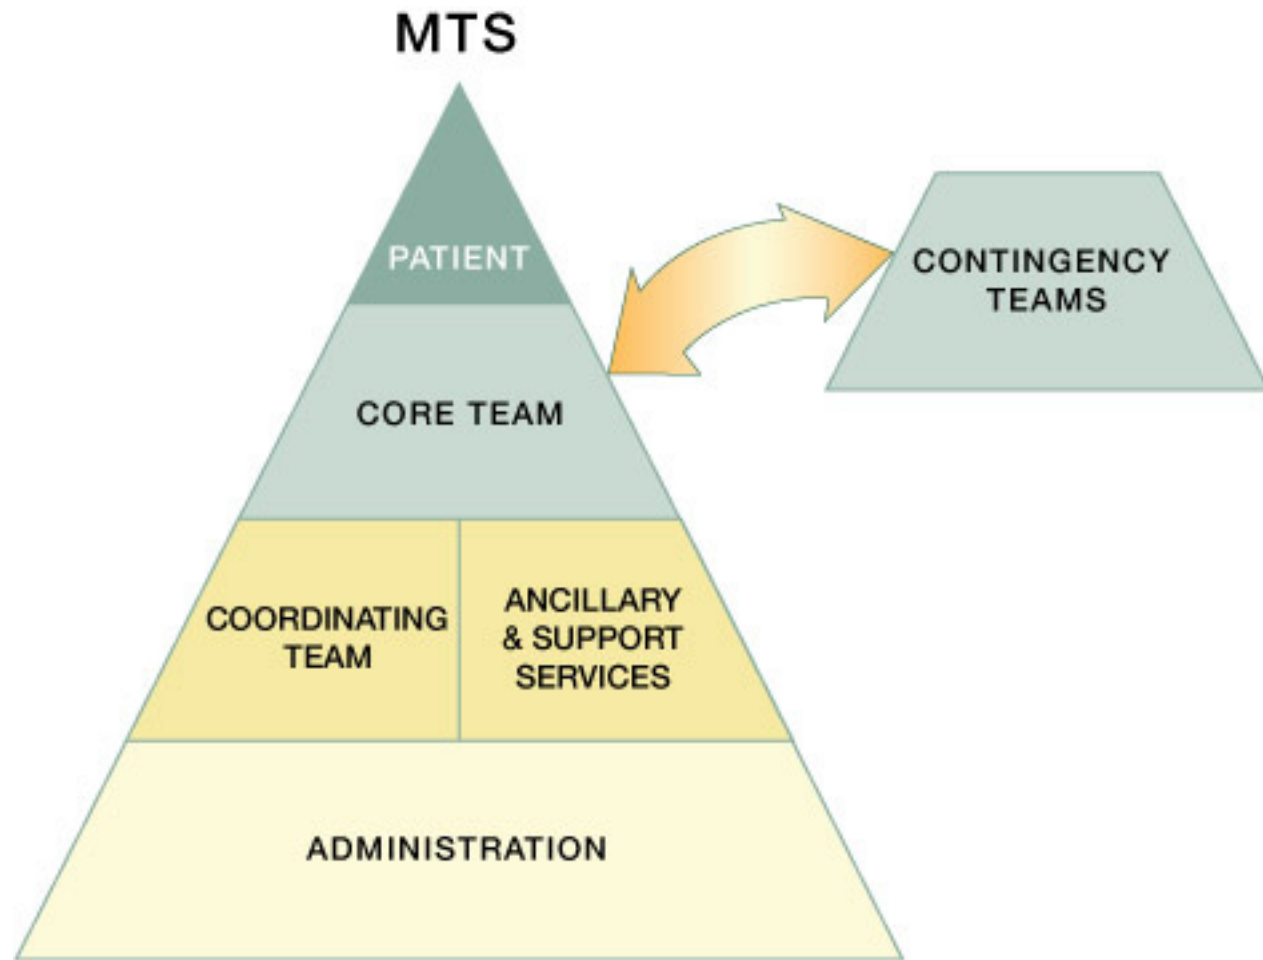 MTS
PATIENT
CONTINGENCY
TEAMS
CORE TEAM
COORDINATING
TEAM
ANCILLARY
& SUPPORT
SERVICES
ADMINISTRATION